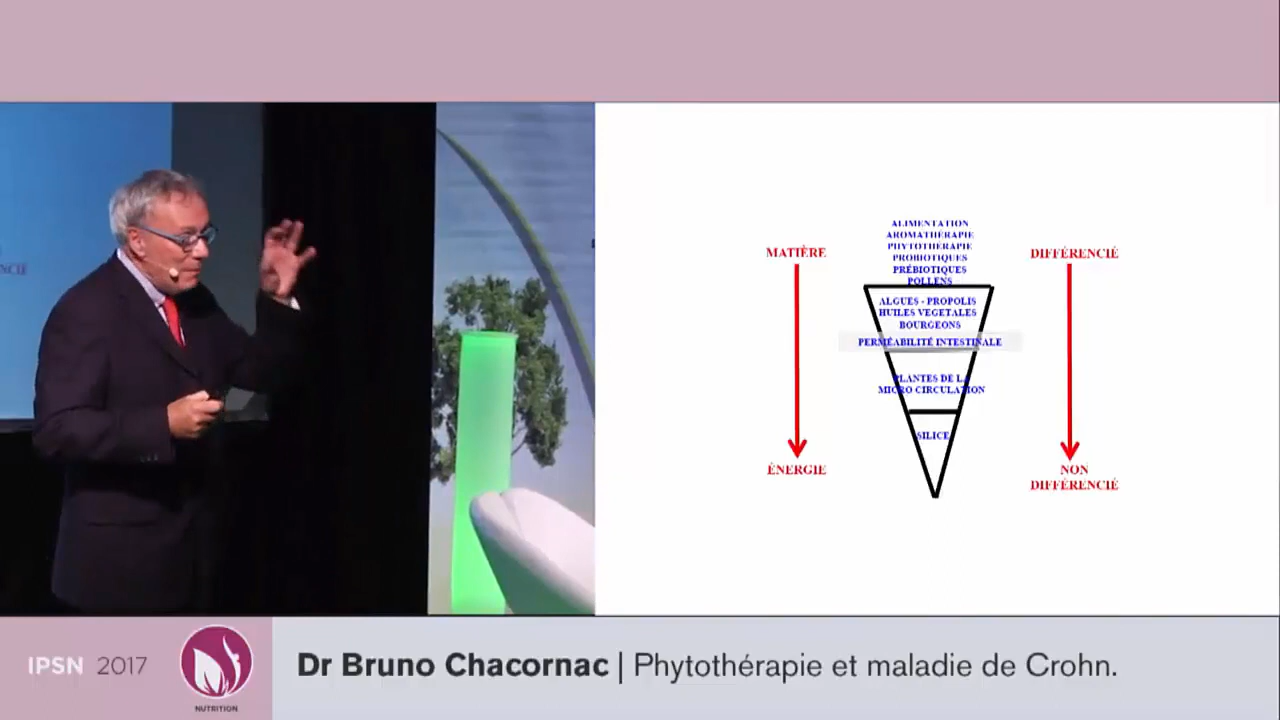 ALIMENTATION
AROMATHÉRAPIE
PHYTOTHÉRAPIE
PROBIOTIQUES
PRÉBIOTIQUES
POLLENS
MATIÈRE
DIFFÉRENCIÉ
ALGUES - PROPOLIS
HUILES VEGETALES
BOURGEONS
PERMÉABILITÉ INTESTINALE
PLANTES DE LA
MICRO CIRCULATION
SILICE
ÉNERGIE
NON
DIFFÉRENCIÉ
IPSN 2017
NUTRITION
Dr Bruno Chacornac | Phytothérapie et maladie de Crohn.